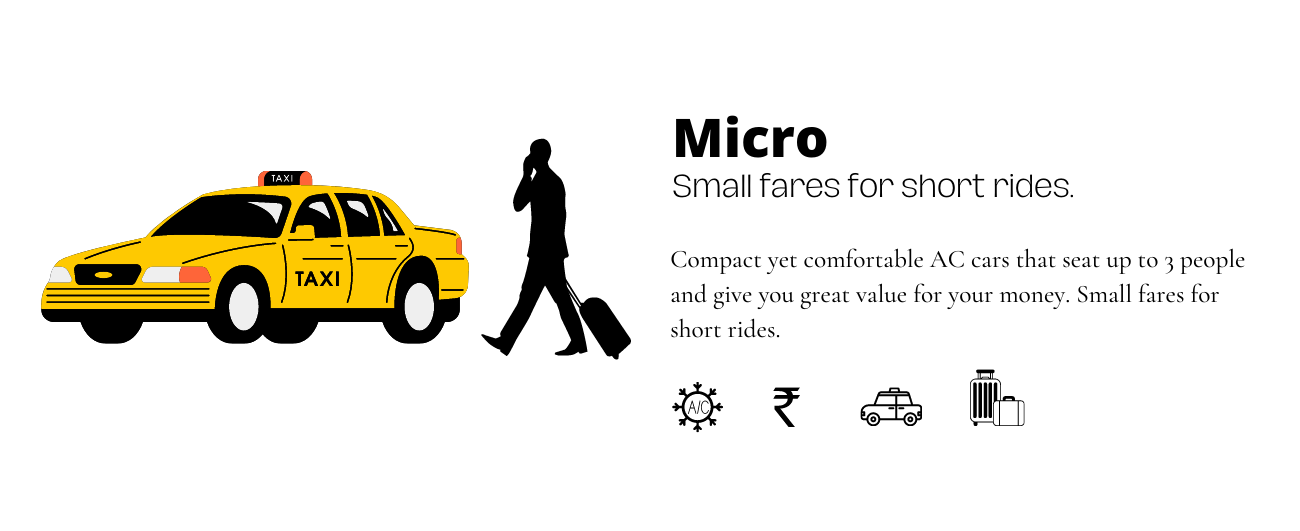 TAXI
TAXI
Micro
Small fares for short rides.
Compact yet comfortable AC cars that seat up to 3 people
and give you great value for your money. Small fares for
short rides.
A/C ₹